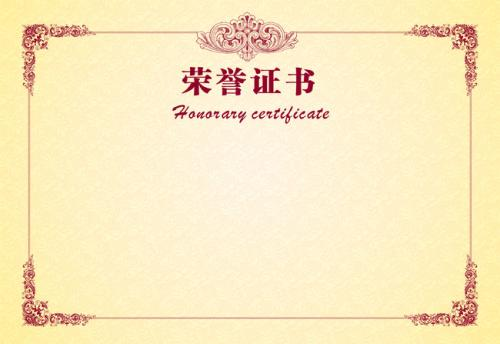 荣誉证书
Honorary certificate